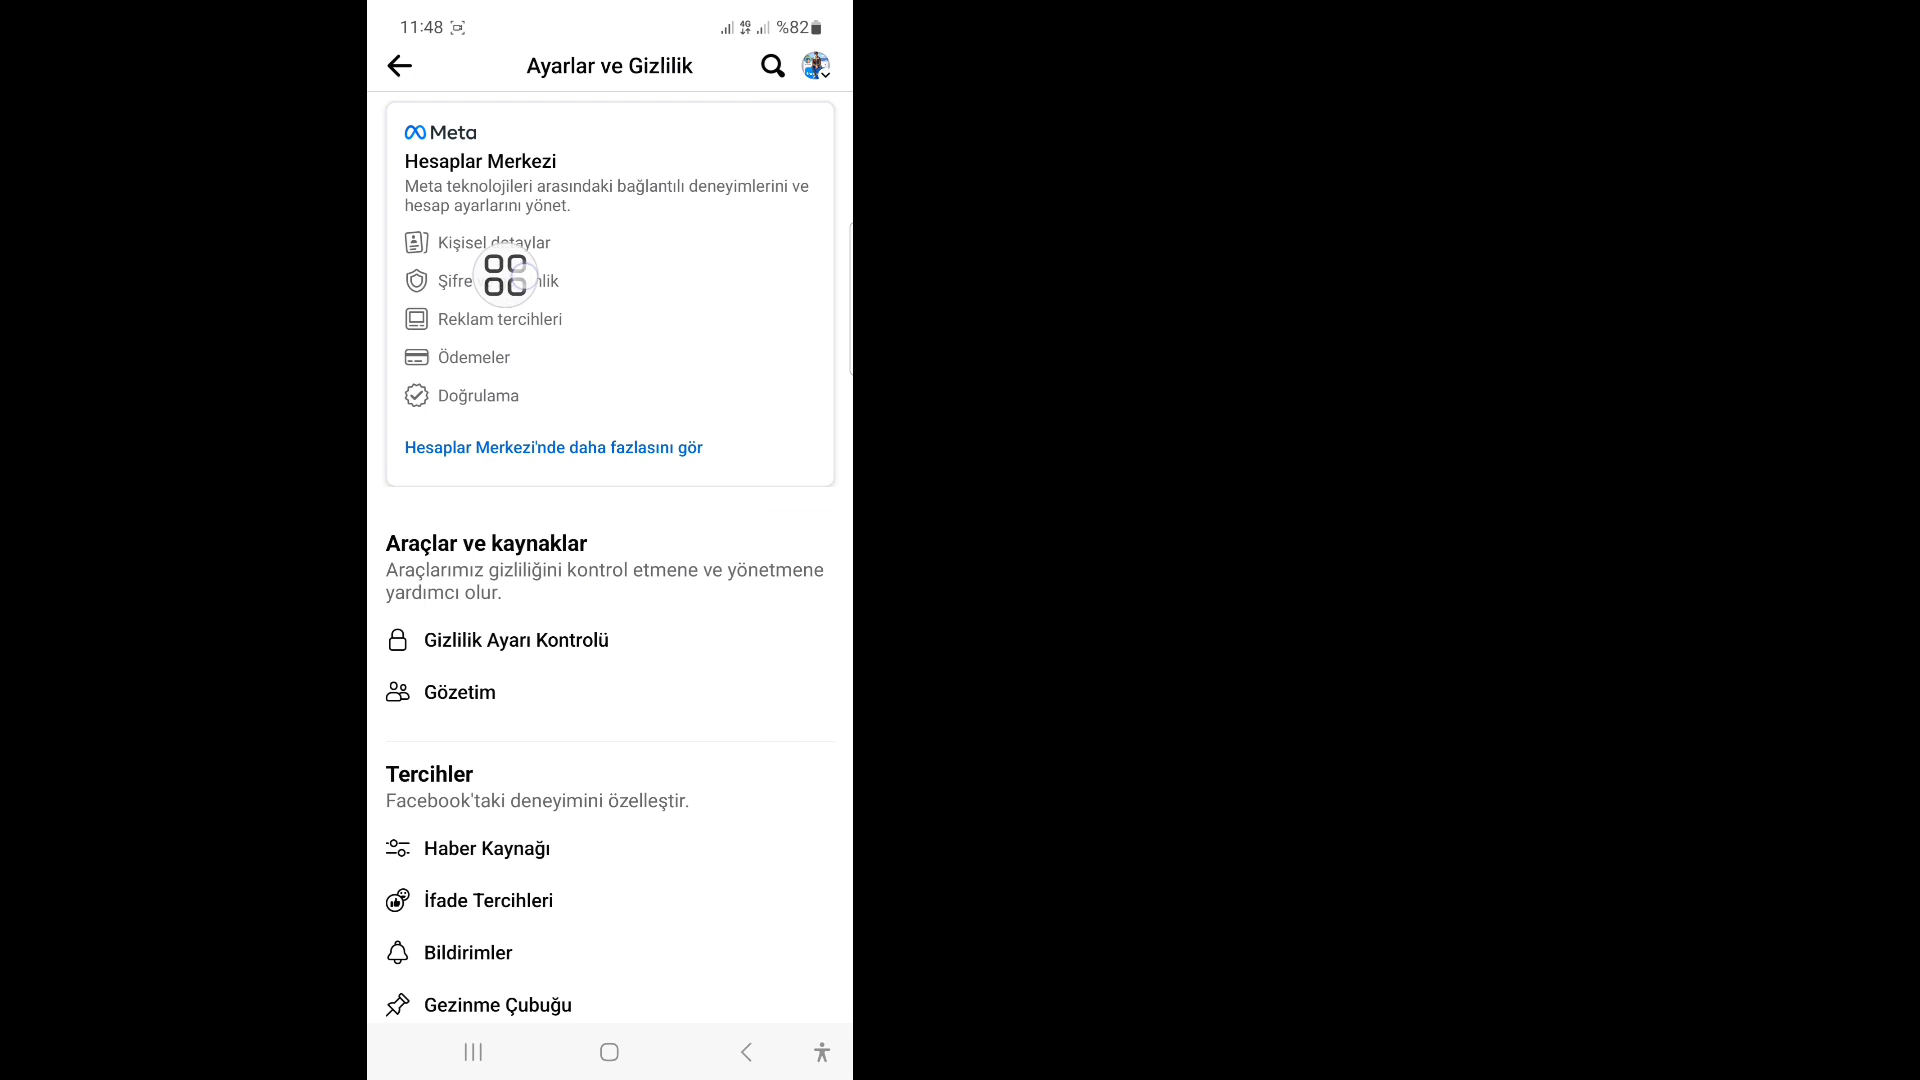 11:48
4G %82
Ayarlar ve Gizlilik
Meta
Hesaplar Merkezi
Meta teknolojileri arasındaki bağlantılı deneyimlerini ve
hesap ayarlarını yönet.
Kişisel detaylar
Şifre
Reklam tercihleri
Ödemeler
Doğrulama
Hesaplar Merkezi'nde daha fazlasını gör
Araçlar ve kaynaklar
Araçlarımız gizliliğini kontrol etmene ve yönetmene
yardımcı olur.
Gizlilik Ayarı Kontrolü
Gözetim
Tercihler
Facebook'taki deneyimini özelleştir.
Haber Kaynağı
İfade Tercihleri
Bildirimler
Gezinme Çubuğu